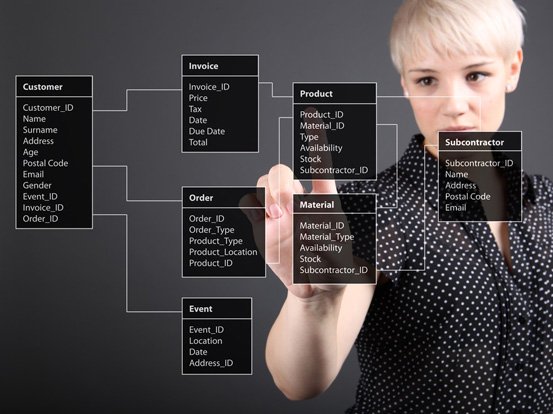 Customer
Customer_ID
Name
Surname
Address
Age
Postal Code
Email
Gender
Event_ID
Invoice_ID
Order_ID
Invoice
Invoice_ID
Price
Tax
Date
Due Date
Total
Order
Order_ID
Order_Type
Product_Type
Product_Location
Product_ID
Event
Event_ID
Location
Date
Address_ID
Product
Product_ID
Material_ID
Type
Availability
Stock
Subcontractor_ID
Material
Material_ID
Material_Type
Availability
Stock
Subcontractor_ID
Subcontractor
Subcontractor_ID
Name
Address
Postal Code
Email